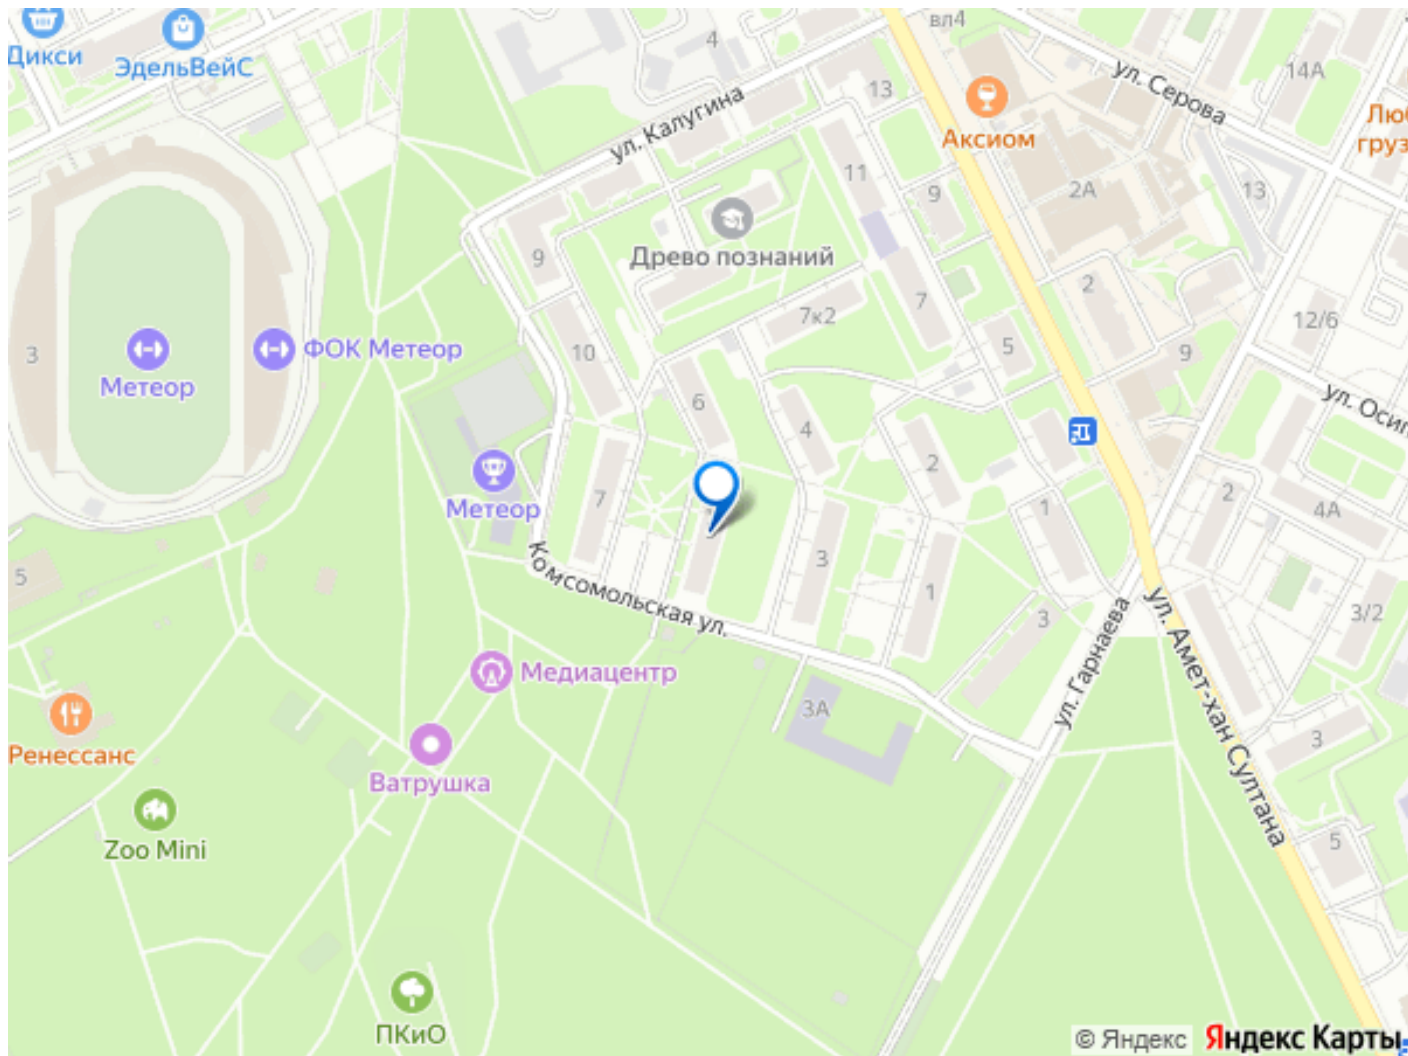 Дикси
ЭдельВейС
4
вл4
ул. Серова
14А
13
ул. Калугина
Аксиом
Люб
груз
11
9
2А
13
Древо познаний
9
7к2
7
2
12/6
3
Метеор
ФОК Метеор
10
5
9
6
4
ул. Осип
2
Метеор
7
1
2
4А
3
1
Комсомольская ул.
5
3
3/2
ул. Гарнаева
ул. Амет-хан Султана
Медиацентр
3А
Ренессанс
3
Ватрушка
Zoo Mini
5
ПКиО
© Яндекс
Яндекс Карты